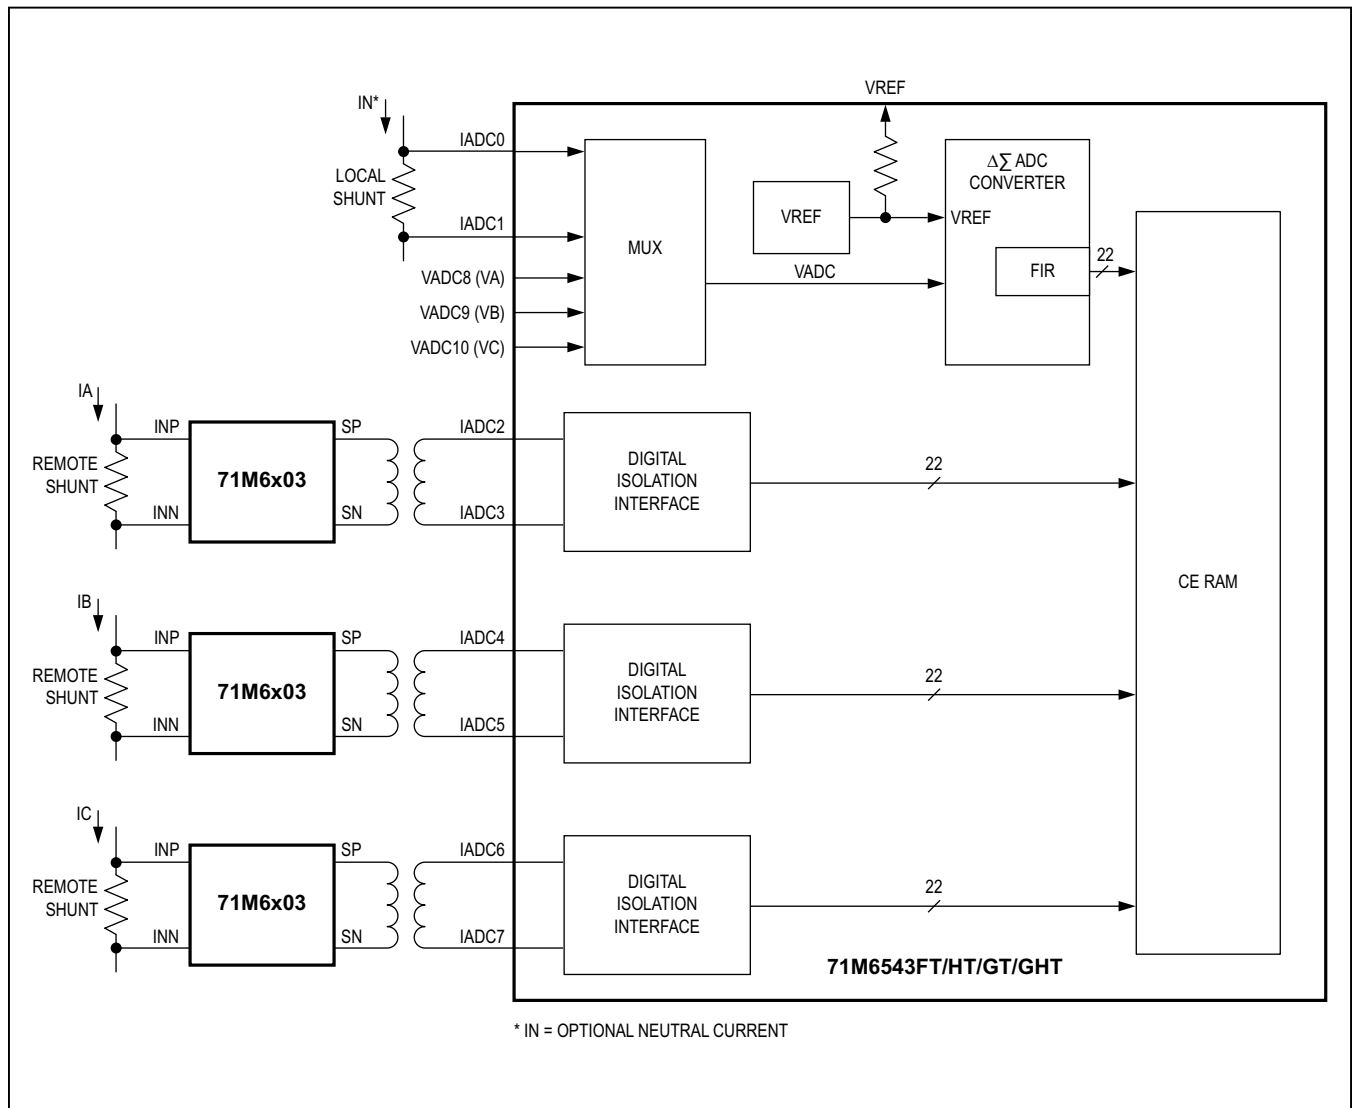 VREF
IN*
IADC0
LOCAL
SHUNT
IADC1
VADC8 (VA)
VADC9 (VB)
VADC10 (VC)
MUX
VREF
VADC
ΔΣ ADC
CONVERTER
VREF
FIR
22
CE RAM
IA
REMOTE
SHUNT
INP
INN
71M6x03
SP
SN
IADC2
IADC3
DIGITAL
ISOLATION
INTERFACE
22
IB
REMOTE
SHUNT
INP
INN
71M6x03
SP
SN
IADC4
IADC5
DIGITAL
ISOLATION
INTERFACE
22
IC
REMOTE
SHUNT
INP
INN
71M6x03
SP
SN
IADC6
IADC7
DIGITAL
ISOLATION
INTERFACE
22
71M6543FT/HT/GT/GHT
* IN = OPTIONAL NEUTRAL CURRENT